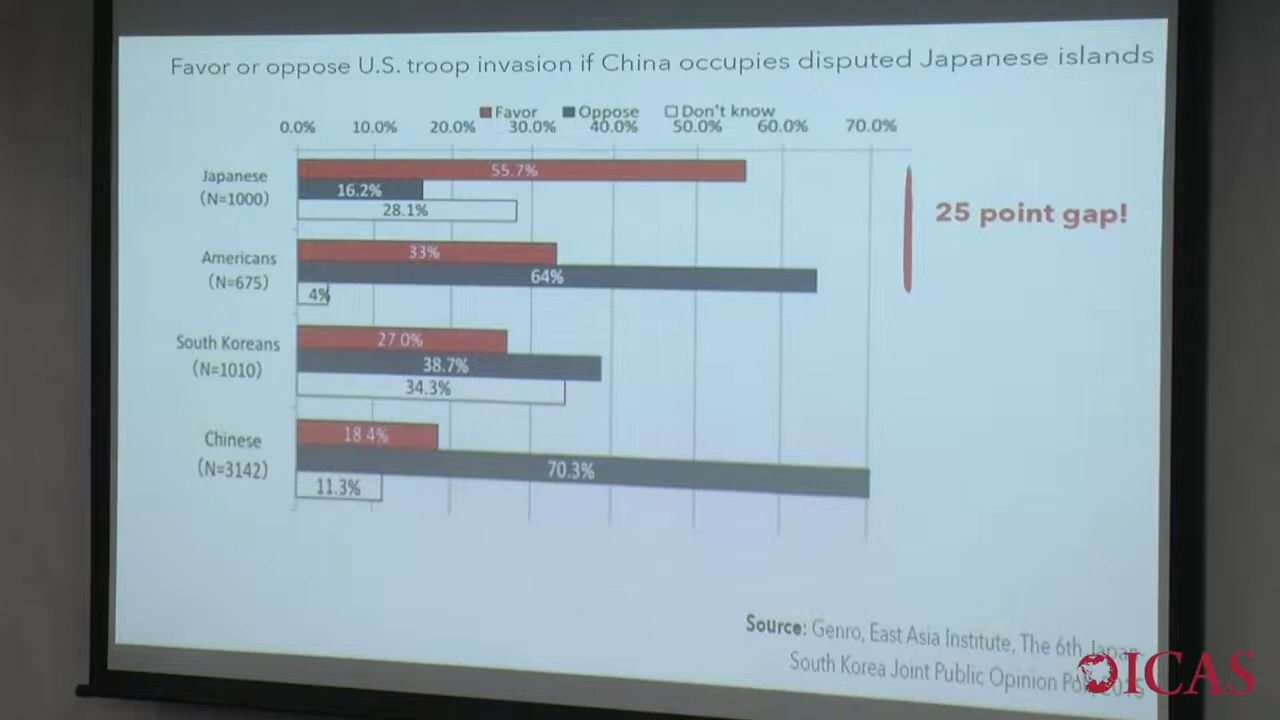 Favor or oppose U.S. troop invasion if China occupies disputed Japanese islands
Favor Oppose Don't know
0.0% 10.0% 20.0% 30.0% 40.0% 50.0% 60.0% 70.0%
Japanese
(N=1000)
55.7%
16.2%
28.1%
25 point gap!
Americans
(N=675)
33%
64%
4%
South Koreans
(N=1010)
27.0%
38.7%
34.3%
Chinese
(N=3142)
18.4%
70.3%
11.3%
Source: Genro, East Asia Institute, The 6th Japan-
South Korea Joint Public Opinion
ICAS